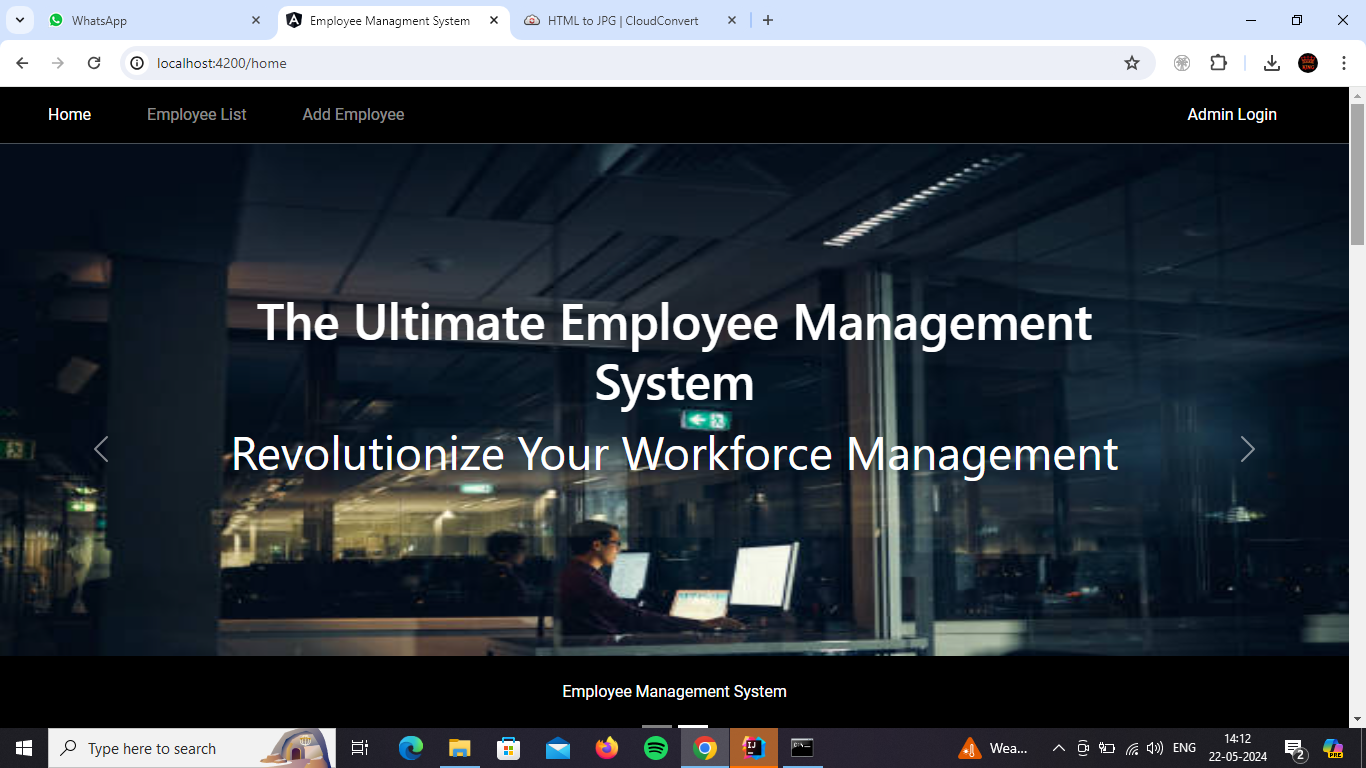 WhatsApp
Employee Managment System
HTML to JPG | CloudConvert
localhost:4200/home
Home
Employee List
Add Employee
Admin Login
The Ultimate Employee Management
System
Revolutionize Your Workforce Management
Employee Management System
Type here to search
Wea...
ENG
14:12
22-05-2024
2
PRE